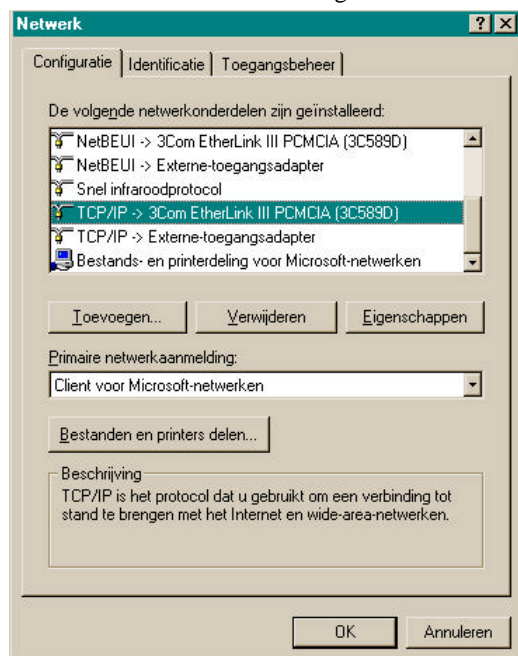 Netwerk
Configuratie Identificatie Toegangsbeheer
De volgende netwerkonderdelen zijn geïnstalleerd:
NetBEUI -> 3Com EtherLink III PCMCIA (3C589D)
NetBEUI -> Externe-toegangsadapter
Snel infraroodprotocol
TCP/IP -> 3Com EtherLink III PCMCIA (3C589D)
TCP/IP -> Externe-toegangsadapter
Bestands- en printerdeling voor Microsoft-netwerken
Toevoegen... Verwijderen Eigenschappen
Primaire netwerkaanmelding:
Client voor Microsoft-netwerken
Bestanden en printers delen...
Beschrijving
TCP/IP is het protocol dat u gebruikt om een verbinding tot
stand te brengen met het Internet en wide-area-netwerken.
OK Annuleren